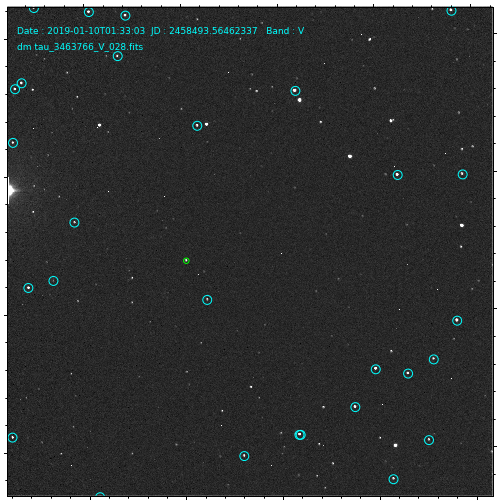 Date : 2019-01-10T01:33:03 JD : 2458493.56462337 Band : V
dm tau_3463766_V_028.fits